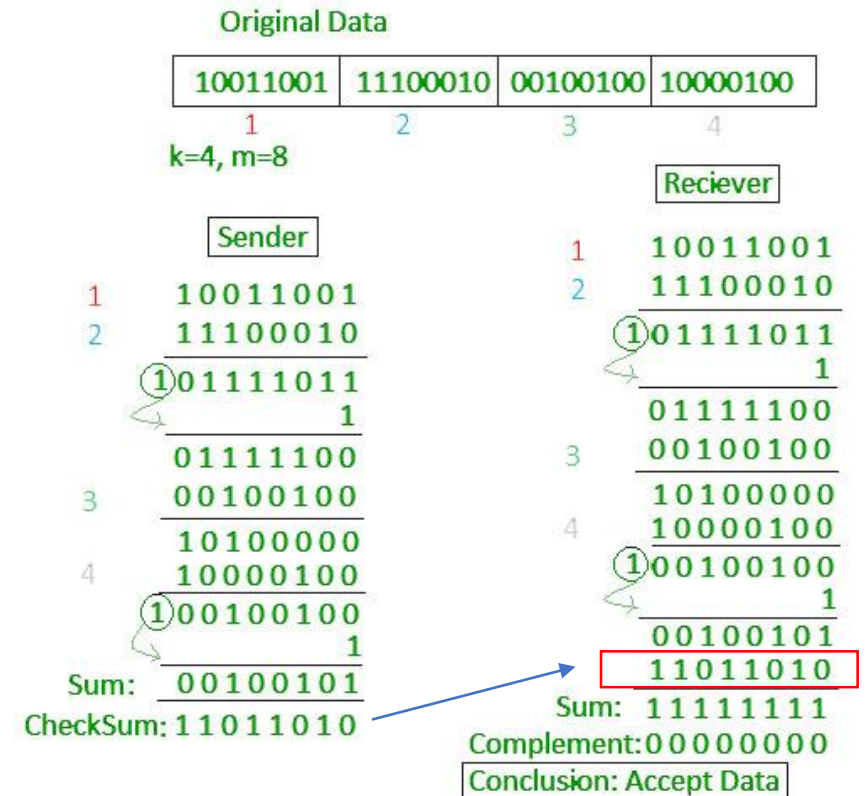 Original Data
10011001 11100010 00100100 10000100
1 2 3 4
k=4, m=8
Sender
1 10011001
2 11100010
1 01111011
1
01111100
3 00100100
10100000
4 10000100
1 00100100
1
Sum: 00100101
CheckSum: 11011010
Reciever
1 10011001
2 11100010
1 01111011
1
01111100
3 00100100
10100000
4 10000100
1 00100100
1
00100101
11011010
Sum: 11111111
Complement: 00000000
Conclusion: Accept Data